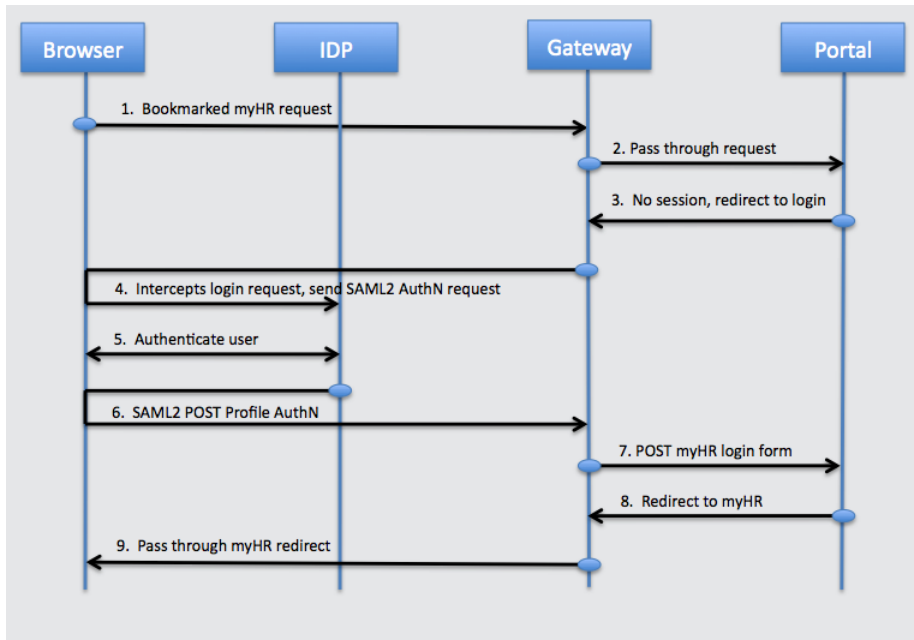 Browser
IDP
Gateway
Portal
1. Bookmarked myHR request
2. Pass through request
3. No session, redirect to login
4. Intercepts login request, send SAML2 AuthN request
5. Authenticate user
6. SAML2 POST Profile AuthN
7. POST myHR login form
8. Redirect to myHR
9. Pass through myHR redirect